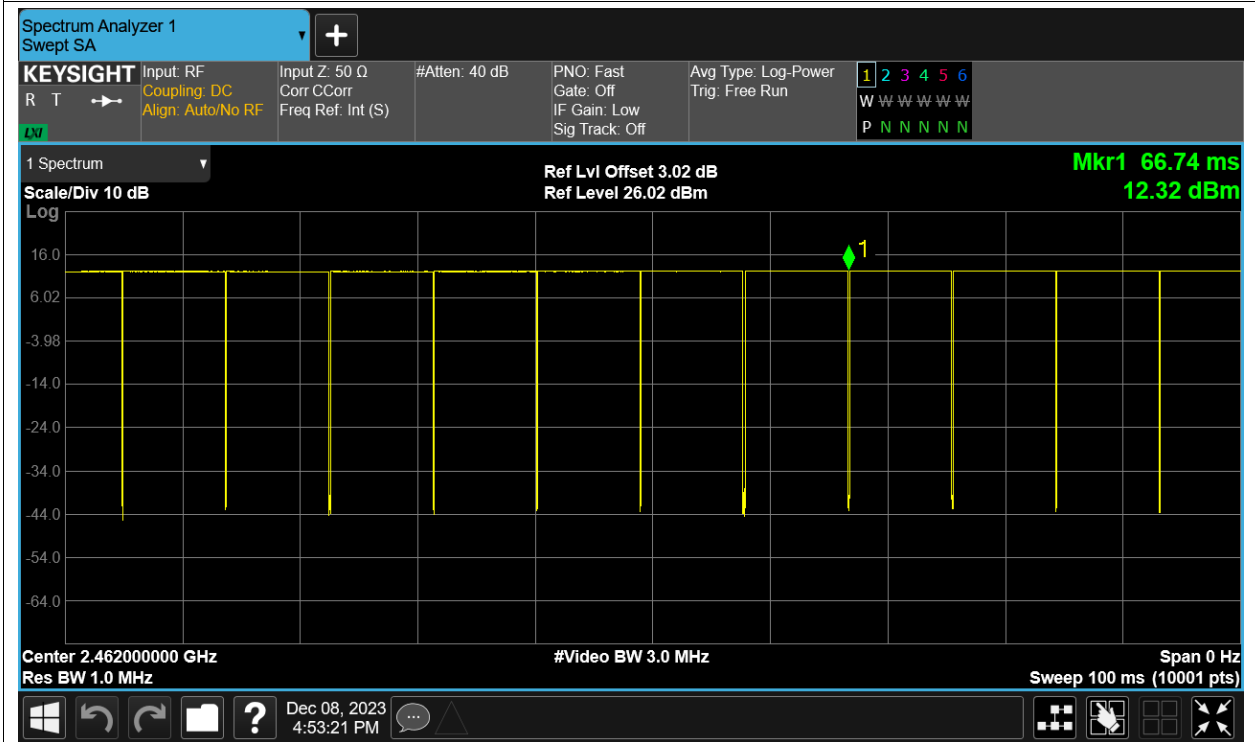 Spectrum Analyzer 1
Swept SA
+
KEYSIGHT
R T
LXI
Input: RF
Coupling: DC
Align: Auto/No RF
Input Z: 50 Ω
Corr CCorr
Freq Ref: Int (S)
#Atten: 40 dB
PNO: Fast
Gate: Off
IF Gain: Low
Sig Track: Off
Avg Type: Log-Power
Trig: Free Run
1 2 3 4 5 6
W W W W W W
P N N N N N
1 Spectrum
Scale/Div 10 dB
Log
Ref Lvl Offset 3.02 dB
Ref Level 26.02 dBm
Mkr1 66.74 ms
12.32 dBm
1
16.0
6.02
-3.98
-14.0
-24.0
-34.0
-44.0
-54.0
-64.0
Center 2.462000000 GHz
Res BW 1.0 MHz
#Video BW 3.0 MHz
Span 0 Hz
Sweep 100 ms (10001 pts)
?
Dec 08, 2023
4:53:21 PM